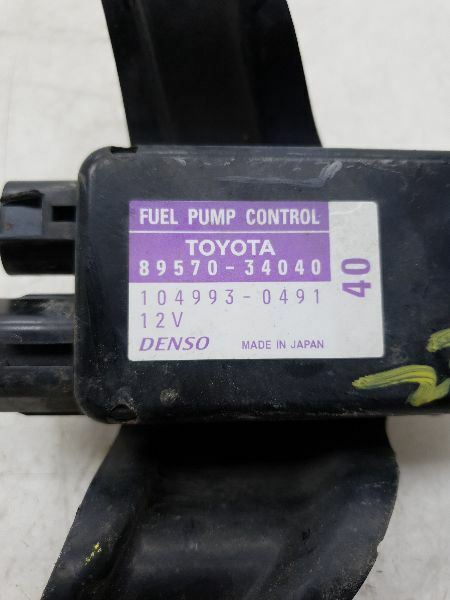 FUEL PUMP CONTROL
TOYOTA
89570-34040
104993-0491
12V
DENSO MADE IN JAPAN
40